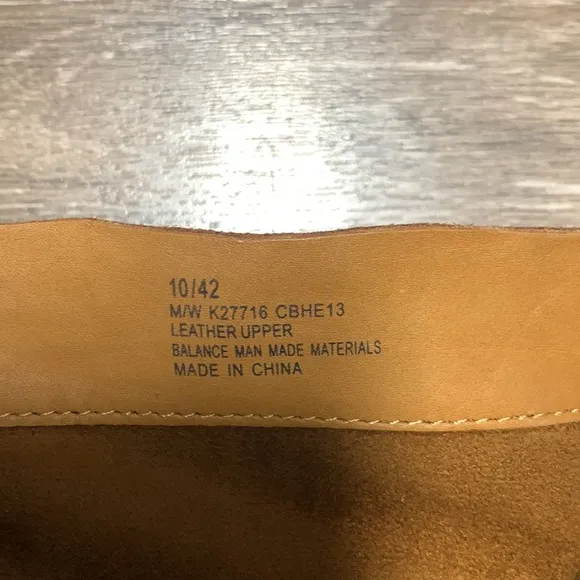 10/42
M/W K27716 CBHE13
LEATHER UPPER
BALANCE MAN MADE MATERIALS
MADE IN CHINA